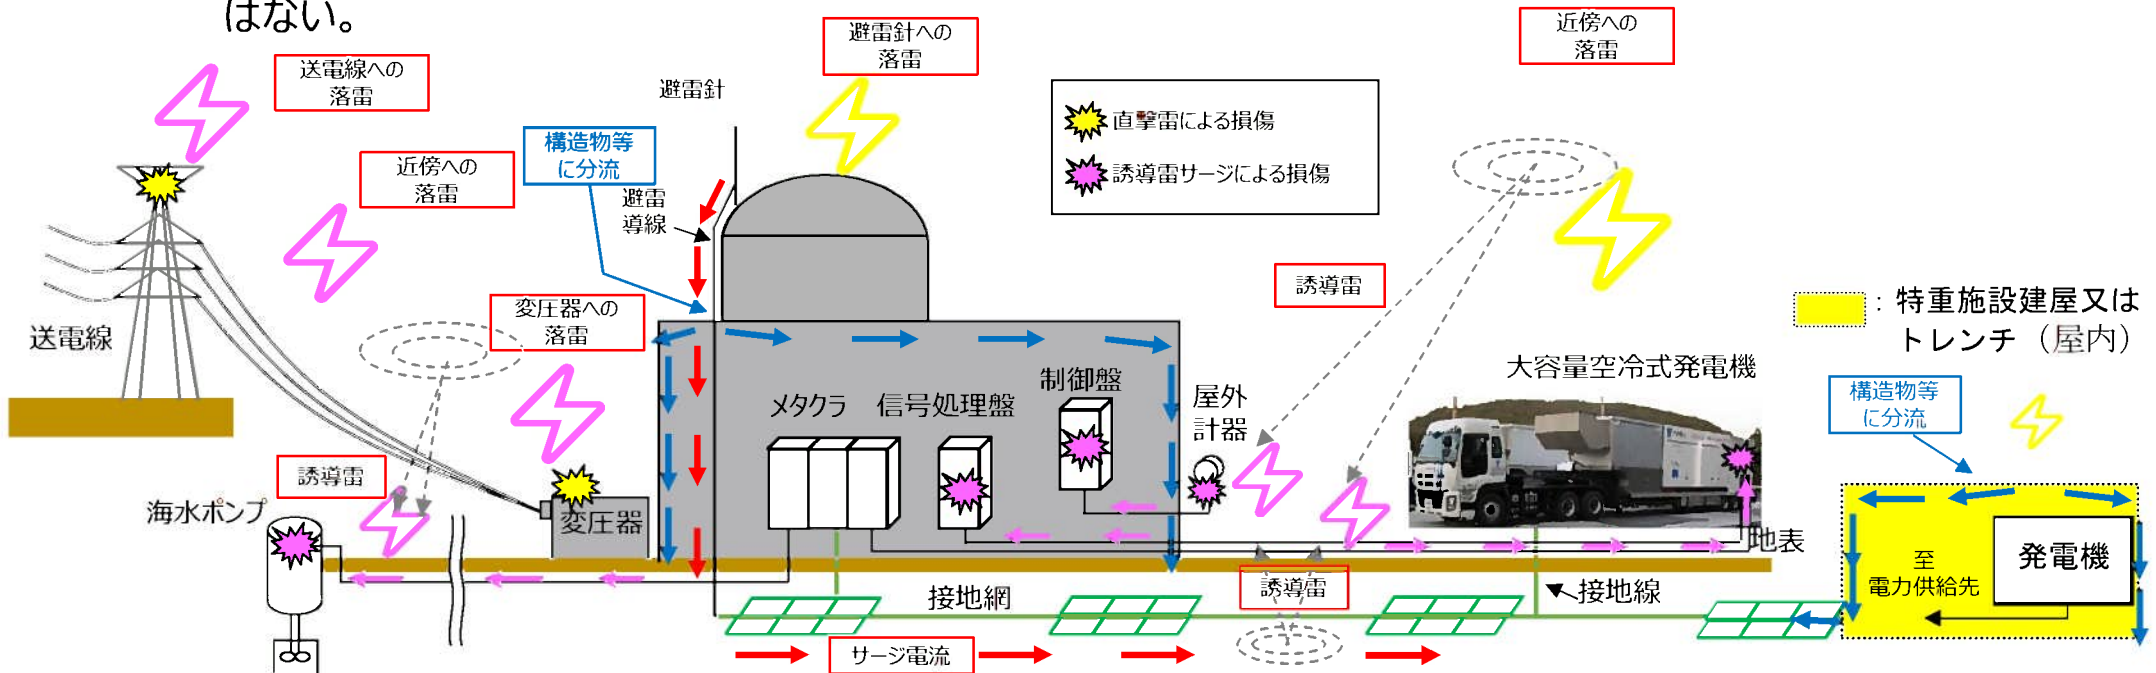 はない。
送電線への
落雷
避雷針への
落雷
近傍への
落雷
避雷針
構造物等
に分流
近傍への
落雷
避雷
導線
直撃雷による損傷
誘導雷サージによる損傷
誘導雷
変圧器への
落雷
送電線
：特重施設建屋又は
トレンチ（屋内）
大容量空冷式発電機
構造物等
に分流
メタクラ
信号処理盤
制御盤
屋外
計器
誘導雷
海水ポンプ
変圧器
地表
至
電力供給先
発電機
接地網
誘導雷
接地線
サージ電流